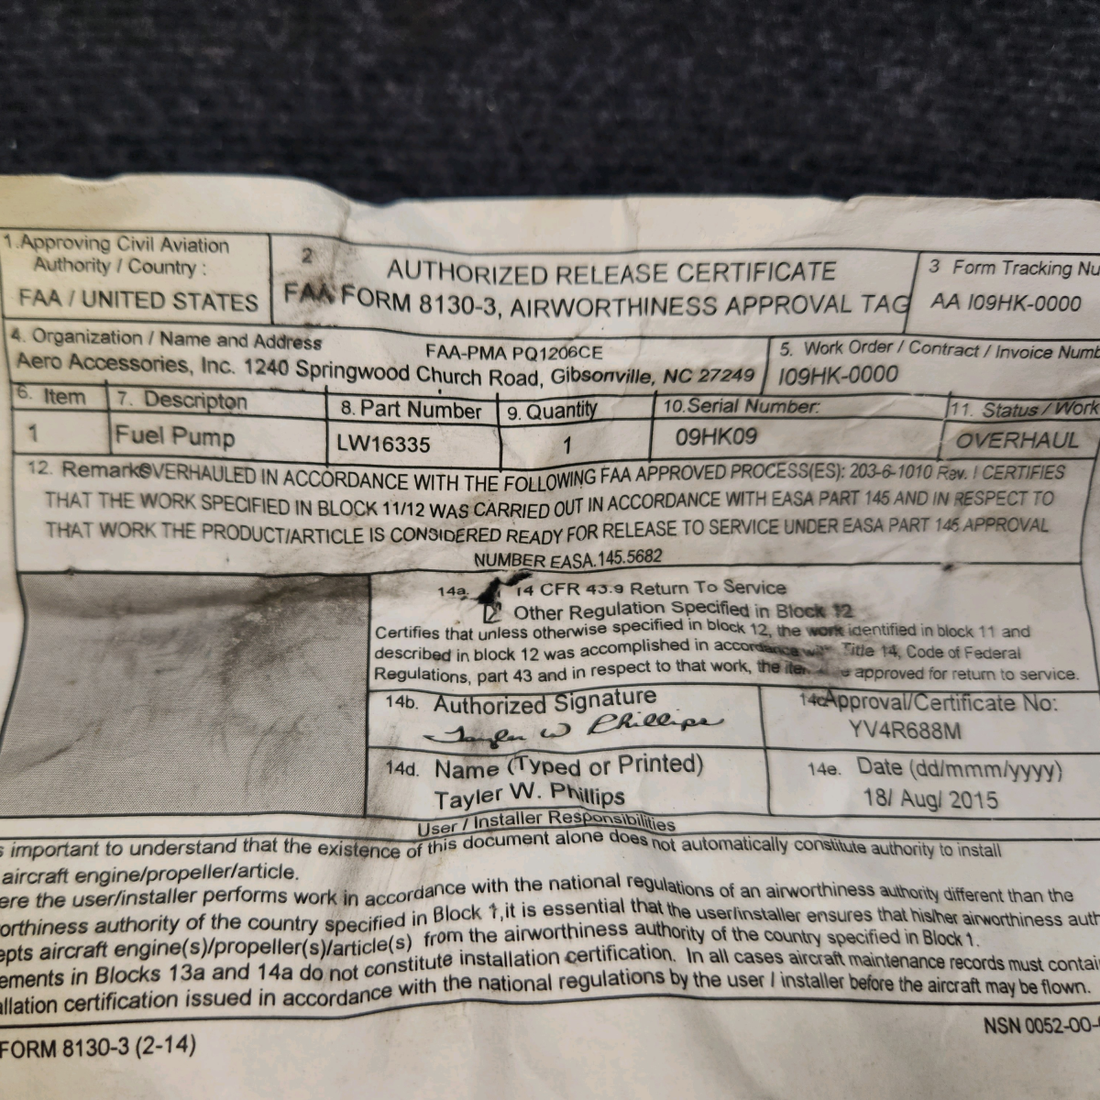 1. Approving Civil Aviation
Authority / Country :
FAA / UNITED STATES
2
AUTHORIZED RELEASE CERTIFICATE
FAA FORM 8130-3, AIRWORTHINESS APPROVAL TAG
3 Form Tracking Nu
AA I09HK-0000
4. Organization / Name and Address
FAA-PMA PQ1206CE
Aero Accessories, Inc. 1240 Springwood Church Road, Gibsonville, NC 27249
5. Work Order / Contract / Invoice Numb
I09HK-0000
6. Item
1
7. Descripton
Fuel Pump
8. Part Number
LW16335
9. Quantity
1
10.Serial Number:
09HK09
11. Status / Work
OVERHAUL
12. RemarksOVERHAULED IN ACCORDANCE WITH THE FOLLOWING FAA APPROVED PROCESS(ES): 203-6-1010 Rev. I CERTIFIES
THAT THE WORK SPECIFIED IN BLOCK 11/12 WAS CARRIED OUT IN ACCORDANCE WITH EASA PART 145 AND IN RESPECT TO
THAT WORK THE PRODUCT/ARTICLE IS CONSIDERED READY FOR RELEASE TO SERVICE UNDER EASA PART 145 APPROVAL
NUMBER EASA.145.5682
14a. 14 CFR 43.9 Return To Service
Other Regulation Specified in Block 12
Certifies that unless otherwise specified in block 12, the work identified in block 11 and
described in block 12 was accomplished in accordance Title 14, Code of Federal
Regulations, part 43 and in respect to that work, the approved for return to service.
14b. Authorized Signature
Tayler W Phillips
14c Approval/Certificate No:
YV4R688M
14d. Name (Typed or Printed)
Tayler W. Phillips
14e. Date (dd/mmm/yyyy)
18/ Aug/ 2015
User / Installer Responsibilities
s important to understand that the existence of this document alone does not automatically constitute authority to install
aircraft engine/propeller/article.
ere the user/installer performs work in accordance with the national regulations of an airworthiness authority different than the
orthiness authority of the country specified in Block 1,it is essential that the user/installer ensures that his/her airworthiness auth
epts aircraft engine(s)/propeller(s)/article(s) from the airworthiness authority of the country specified in Block 1.
ements in Blocks 13a and 14a do not constitute installation certification. In all cases aircraft maintenance records must contai
allation certification issued in accordance with the national regulations by the user / installer before the aircraft may be flown.
FORM 8130-3 (2-14)
NSN 0052-00-